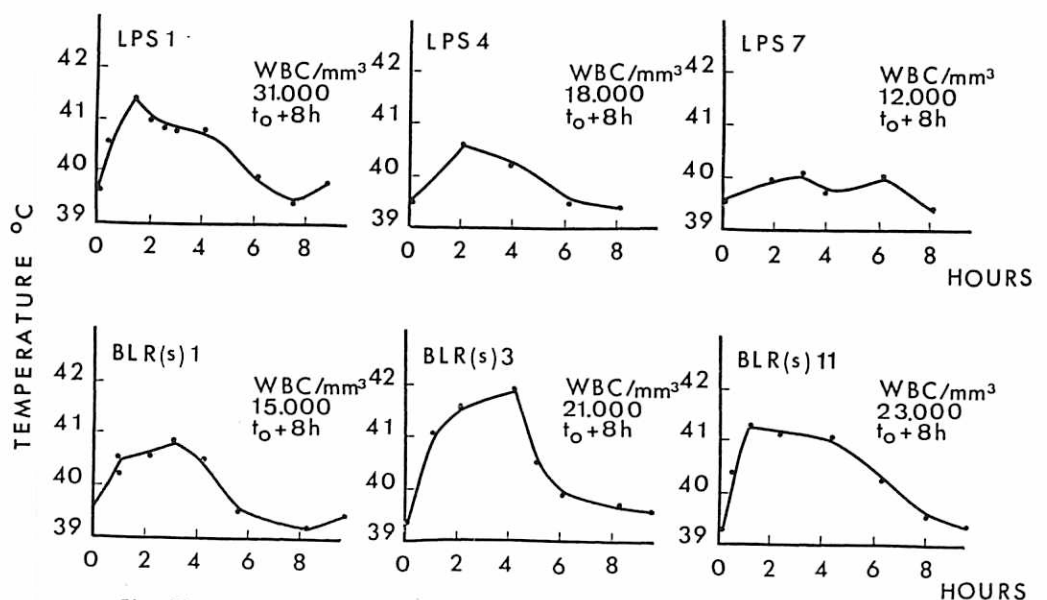 TEMPERATURE °C
LPS 1
WBC/mm³
31.000
t₀+8h
42
41
40
39
0 2 4 6 8
LPS 4
WBC/mm³
18.000
t₀+8h
42
41
40
39
0 2 4 6 8
LPS 7
WBC/mm³
12.000
t₀+8h
42
41
40
39
0 2 4 6 8
HOURS
BLR(s) 1
WBC/mm³
15.000
t₀+8h
42
41
40
39
0 2 4 6 8
BLR(s) 3
WBC/mm³
21.000
t₀+8h
42
41
40
39
0 2 4 6 8
BLR(s) 11
WBC/mm³
23.000
t₀+8h
42
41
40
39
0 2 4 6 8
HOURS